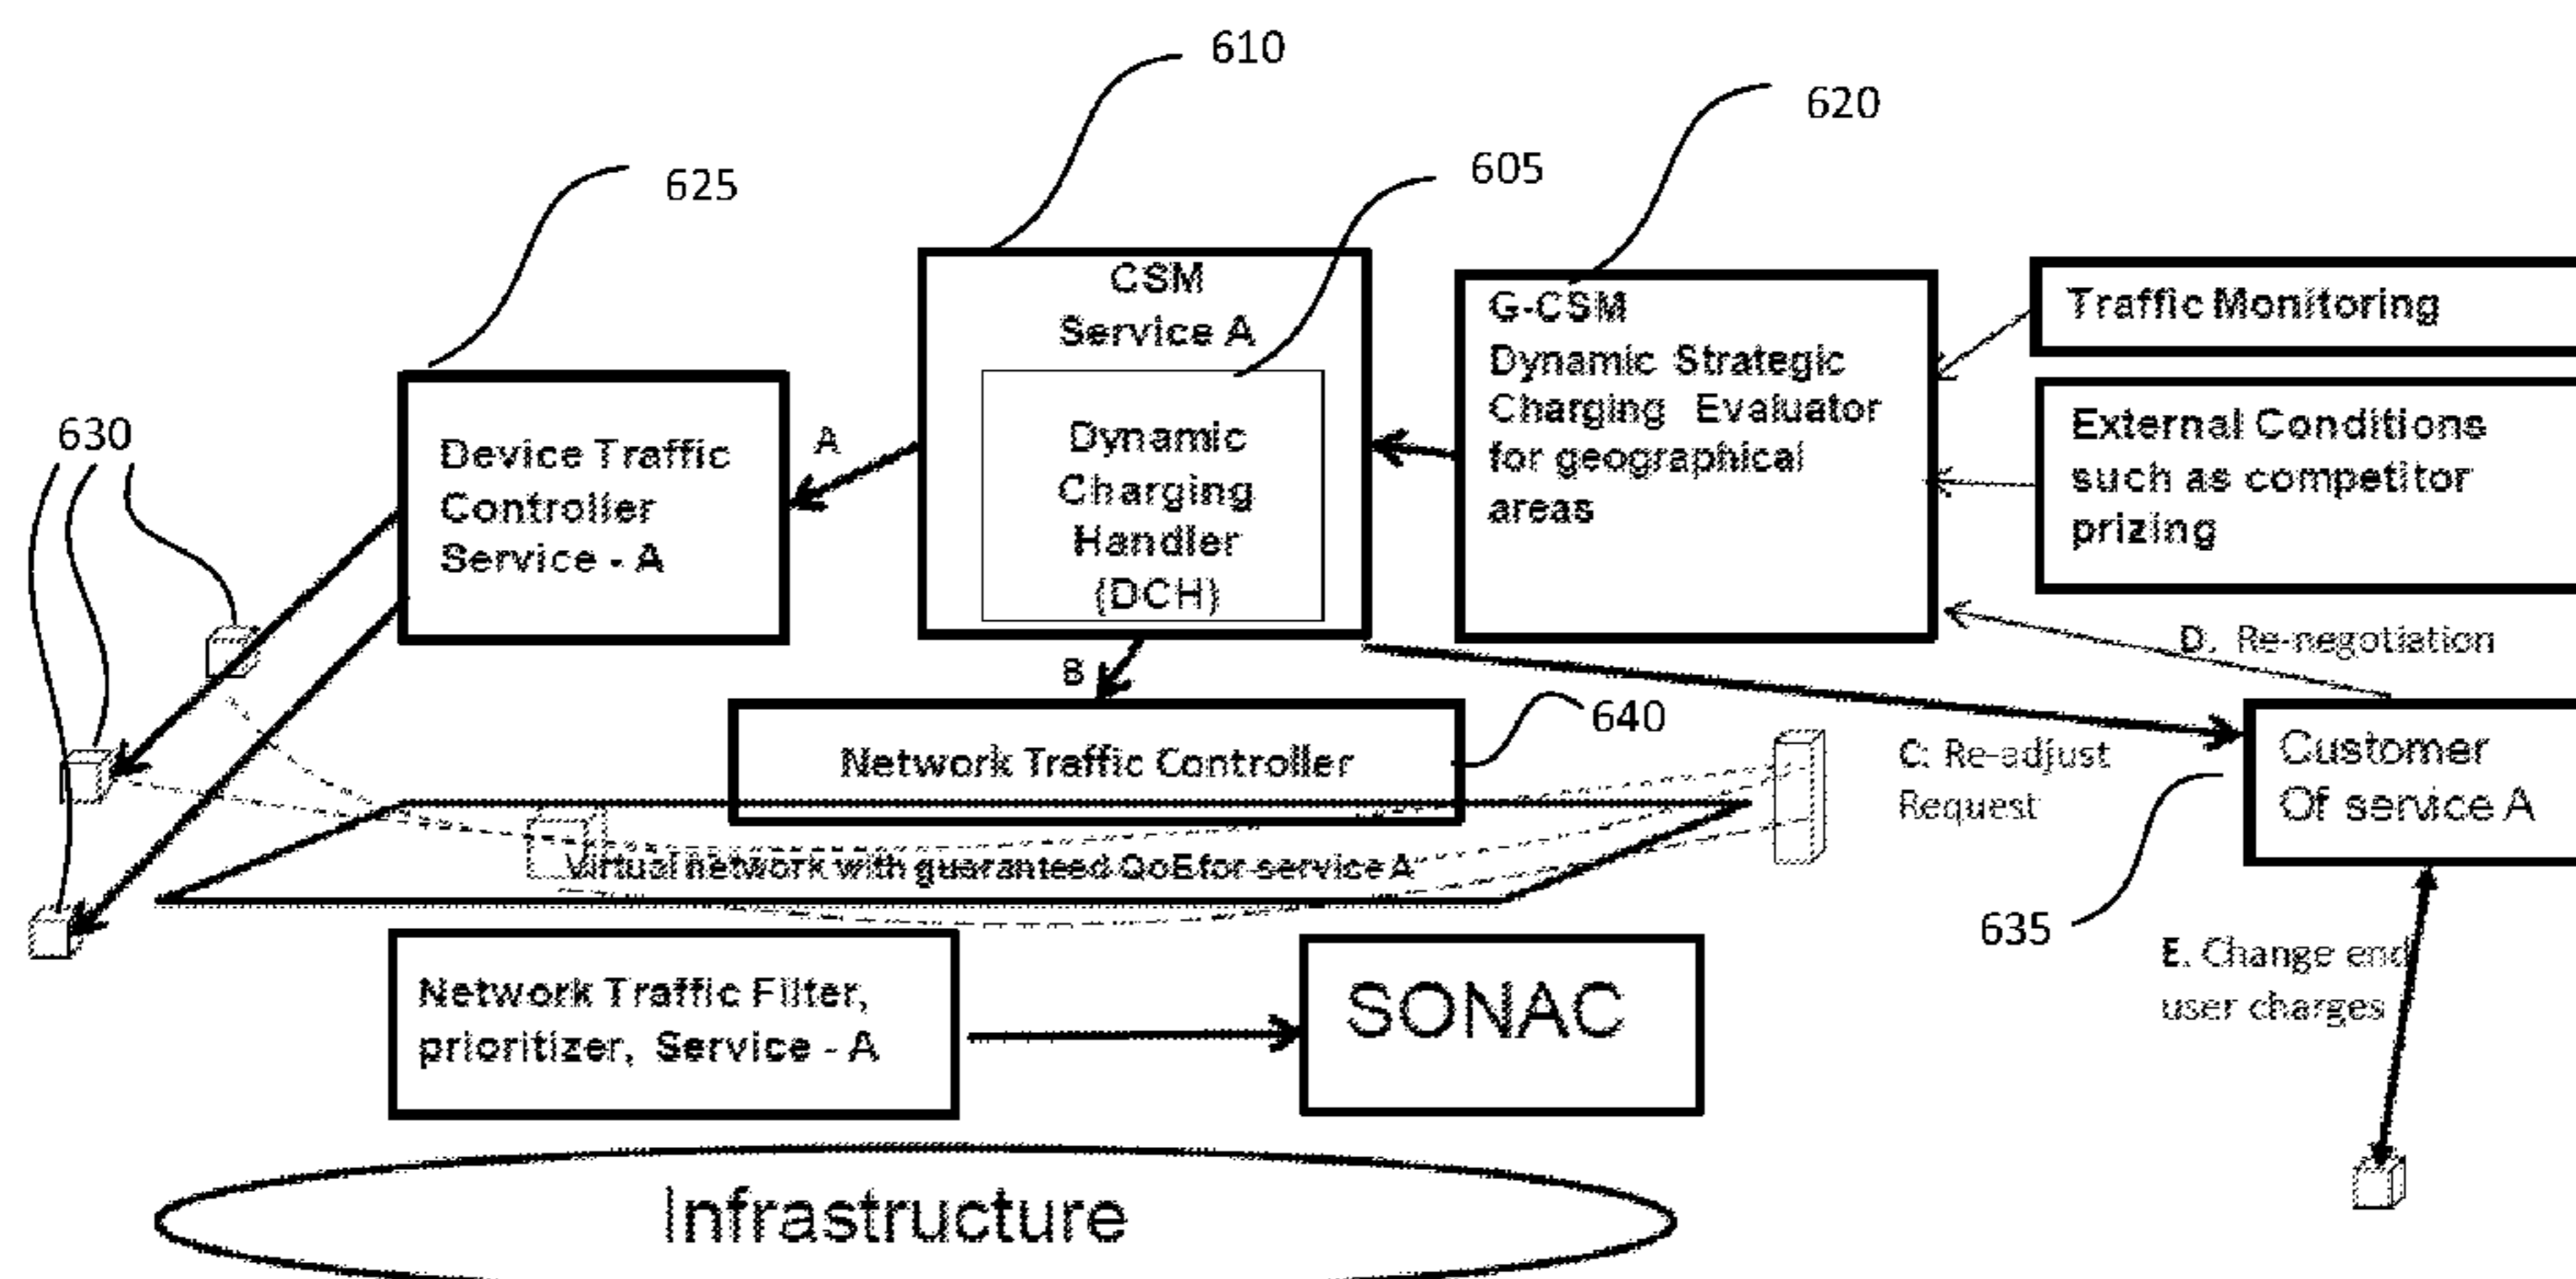 610
620
605
625
630
CSM
Service A
Dynamic
Charging
Handler
(DCH)
G-CSM
Dynamic Strategic
Charging Evaluator
for geographical
areas
Traffic Monitoring
External Conditions
such as competitor
prizing
Device Traffic
Controller
Service - A
A
B
D. Re-negotiation
640
Network Traffic Controller
C: Re-adjust
Request
Customer
Of service A
635
Virtual network with guaranteed QoE for service A
E. Change end
user charges
Network Traffic Filter,
prioritizer, Service - A
SONAC
Infrastructure